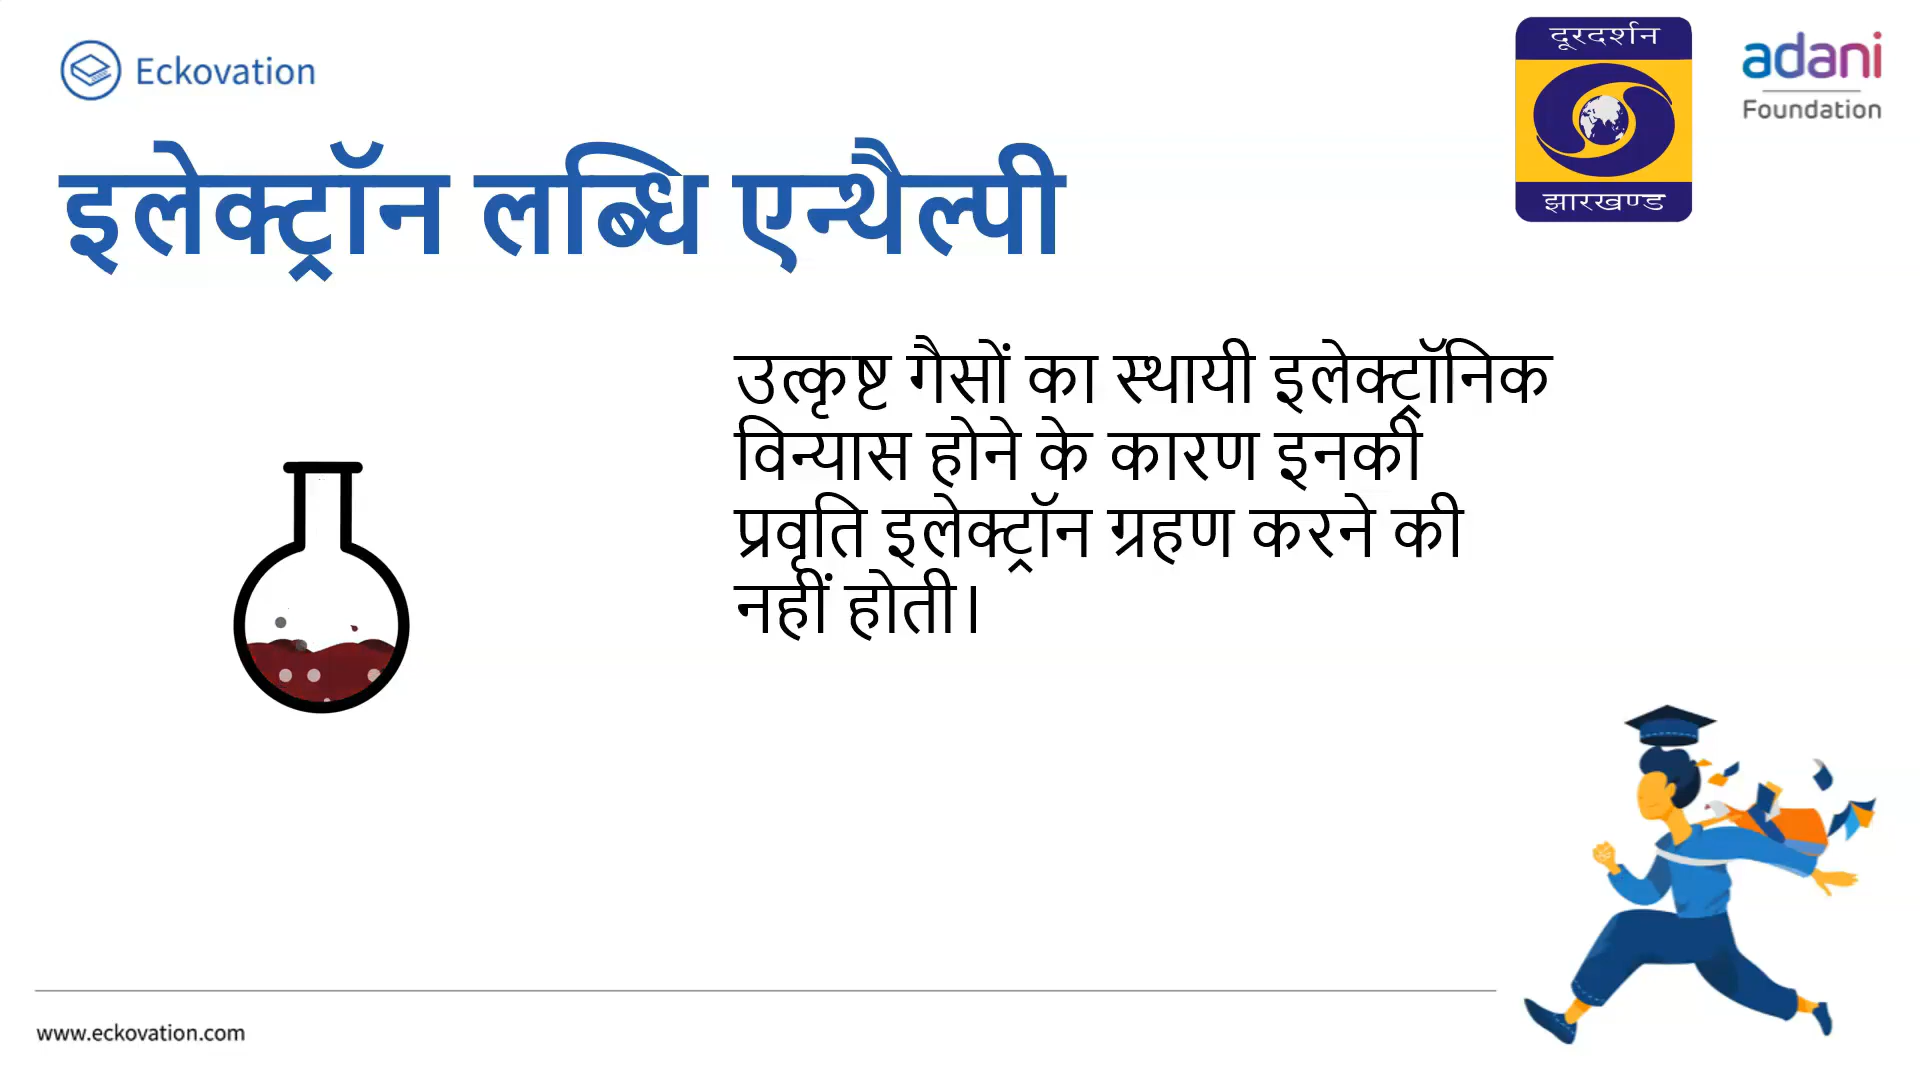 Eckovation
दूरदर्शन
झारखण्ड
adani
Foundation
इलेक्ट्रॉन लब्धि एन्थैल्पी
उत्कृष्ट गैसों का स्थायी इलेक्ट्रॉनिक
विन्यास होने के कारण इनकी
प्रवृति इलेक्ट्रॉन ग्रहण करने की
नहीं होती।
www.eckovation.com